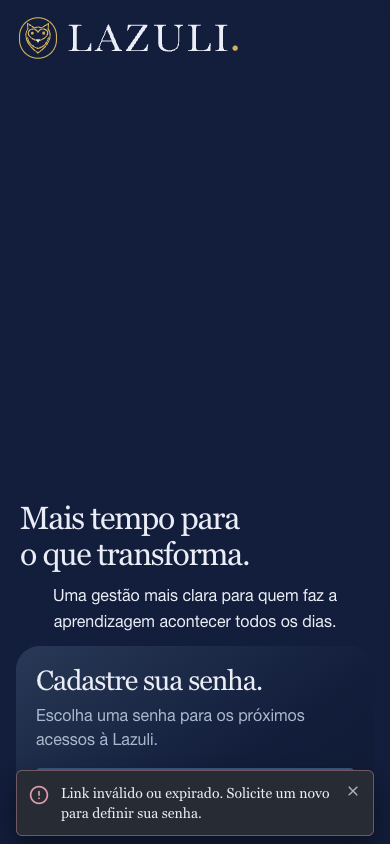 LAZULI.
Mais tempo para
o que transforma.
Uma gestão mais clara para quem faz a
aprendizagem acontecer todos os dias.
Cadastre sua senha.
Escolha uma senha para os próximos
acessos à Lazuli.
Link inválido ou expirado. Solicite um novo
para definir sua senha.